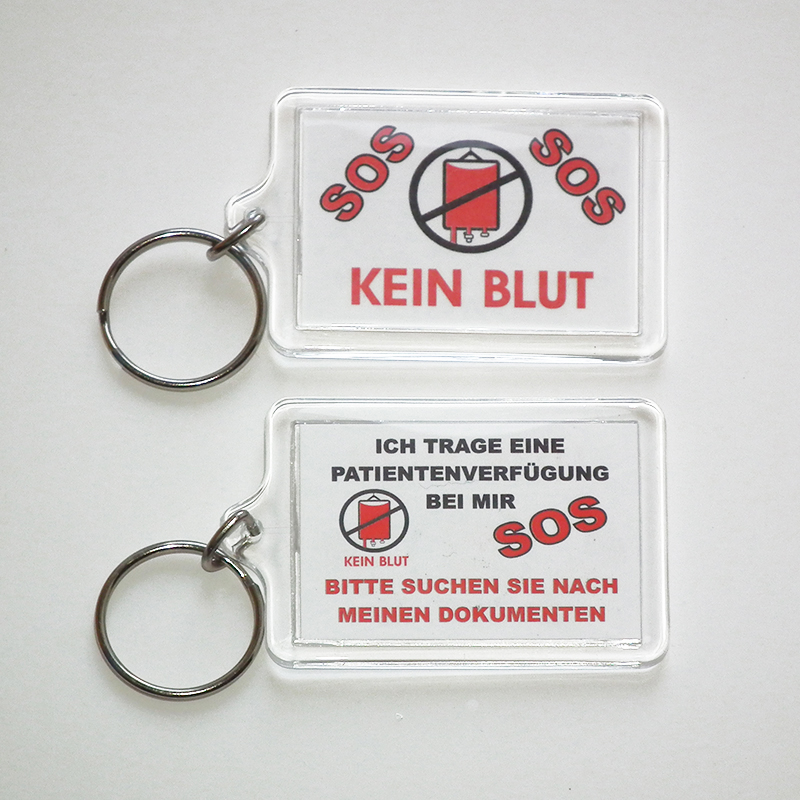 SOS SOS
KEIN BLUT
ICH TRAGE EINE
PATIENTENVERFÜGUNG
BEI MIR
SOS
KEIN BLUT
BITTE SUCHEN SIE NACH
MEINEN DOKUMENTEN